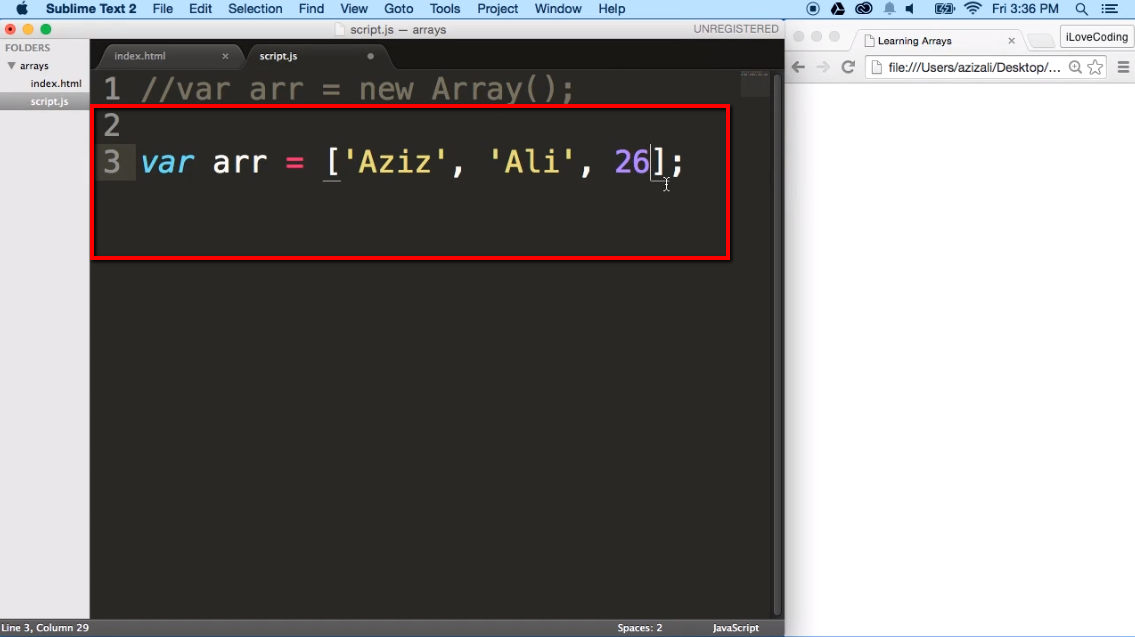 Sublime Text 2 File Edit Selection Find View Goto Tools Project Window Help Fri 3:36 PM
script.js — arrays UNREGISTERED
FOLDERS
arrays
index.html
script.js
index.html × script.js
1 //var arr = new Array();
2
3 var arr = ['Aziz', 'Ali', 26];
Line 3, Column 29 Spaces: 2 JavaScript
Learning Arrays × iLoveCoding
file:///Users/azizali/Desktop/...